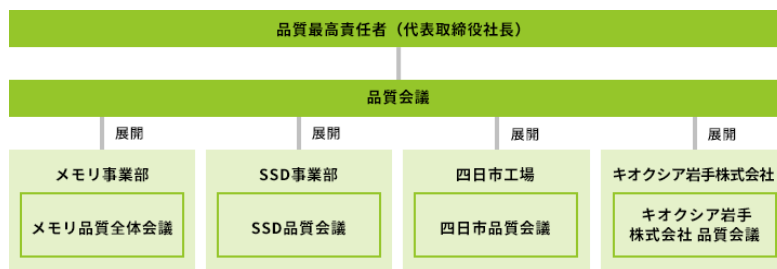 品質最高責任者（代表取締役社長）
品質会議
展開
展開
展開
展開
メモリ事業部
SSD事業部
四日市工場
キオクシア岩手株式会社
メモリ品質全体会議
SSD品質会議
四日市品質会議
キオクシア岩手
株式会社 品質会議